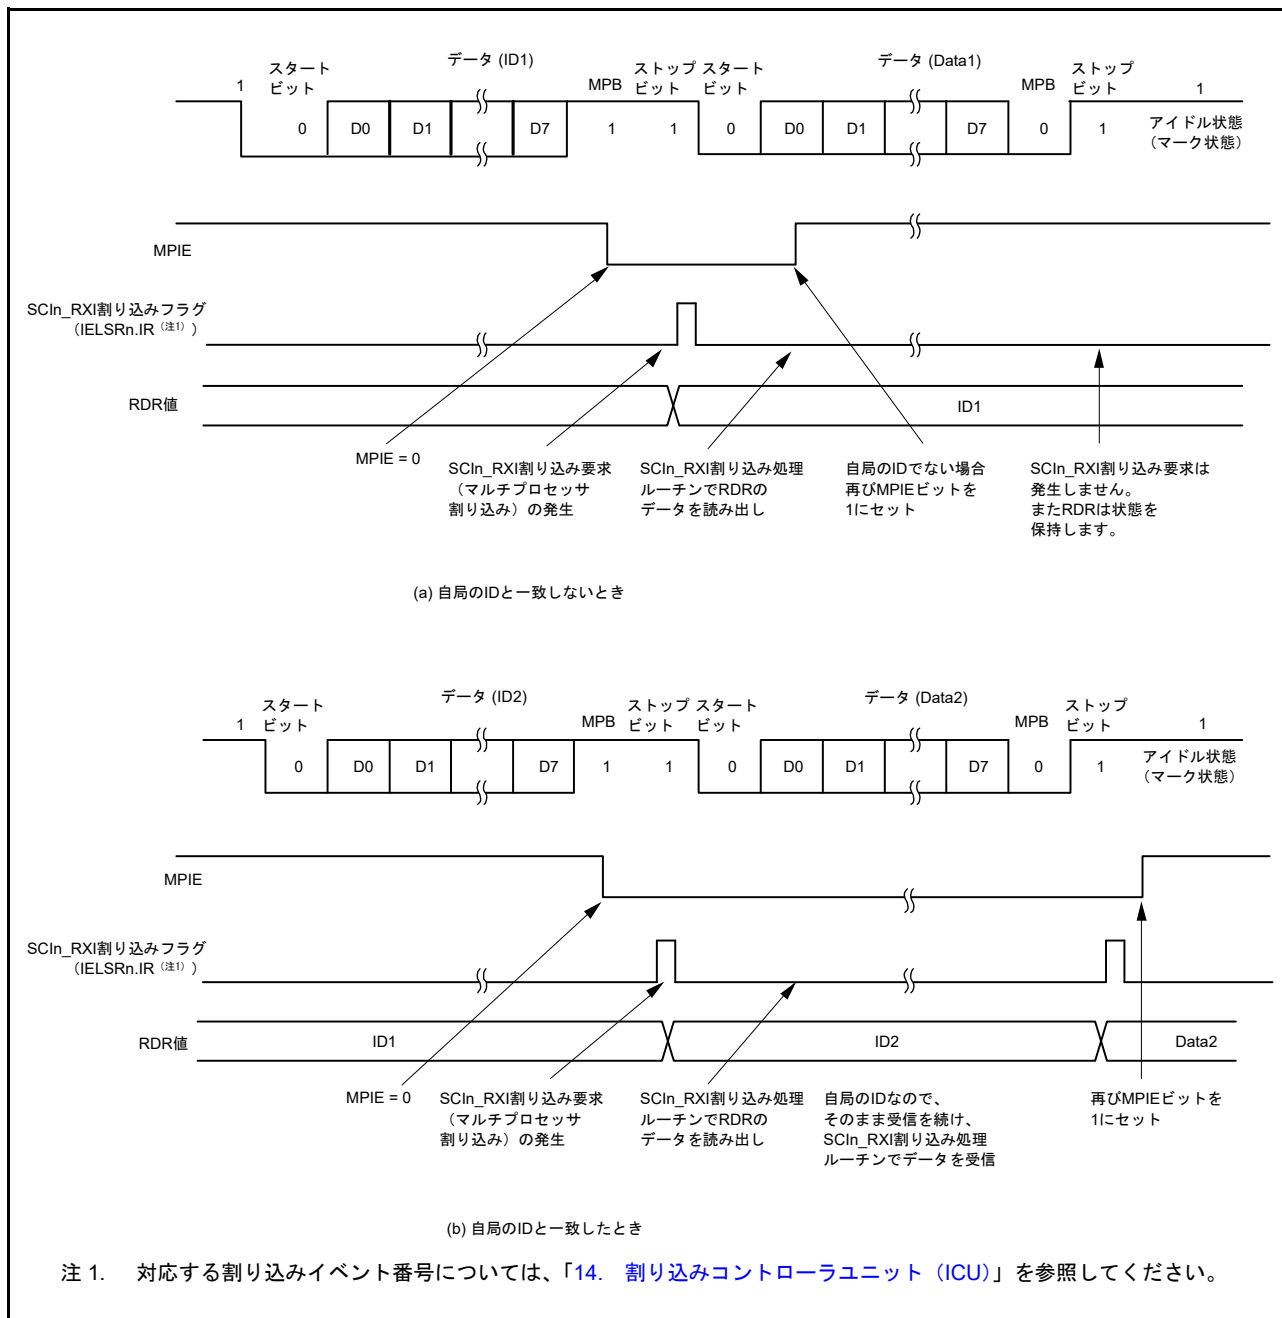 データ (ID1)
データ (Data1)
スタート
ビット
MPB
ストップ
ビット
スタート
ビット
MPB
ストップ
ビット
1
1
0 D0 D1 D7 1 1 0 D0 D1 D7 0 1
アイドル状態
（マーク状態）
MPIE
SCIn_RXI割り込みフラグ
（IELSRn.IR（注1））
RDR値
ID1
MPIE = 0
SCIn_RXI割り込み要求
（マルチプロセッサ
割り込み）の発生
SCIn_RXI割り込み処理
ルーチンでRDRの
データを読み出し
自局のIDでない場合
再びMPIEビットを
1にセット
SCIn_RXI割り込み要求は
発生しません。
またRDRは状態を
保持します。
(a) 自局のIDと一致しないとき
データ (ID2)
データ (Data2)
スタート
ビット
MPB
ストップ
ビット
スタート
ビット
MPB
ストップ
ビット
1
1
0 D0 D1 D7 1 1 0 D0 D1 D7 0 1
アイドル状態
（マーク状態）
MPIE
SCIn_RXI割り込みフラグ
（IELSRn.IR（注1））
RDR値
ID1
ID2
Data2
MPIE = 0
SCIn_RXI割り込み要求
（マルチプロセッサ
割り込み）の発生
SCIn_RXI割り込み処理
ルーチンでRDRの
データを読み出し
自局のIDなので、
そのまま受信を続け、
SCIn_RXI割り込み処理
ルーチンでデータを受信
再びMPIEビットを
1にセット
(b) 自局のIDと一致したとき
注 1. 対応する割り込みイベント番号については、「14. 割り込みコントローラユニット（ICU）」を参照してください。